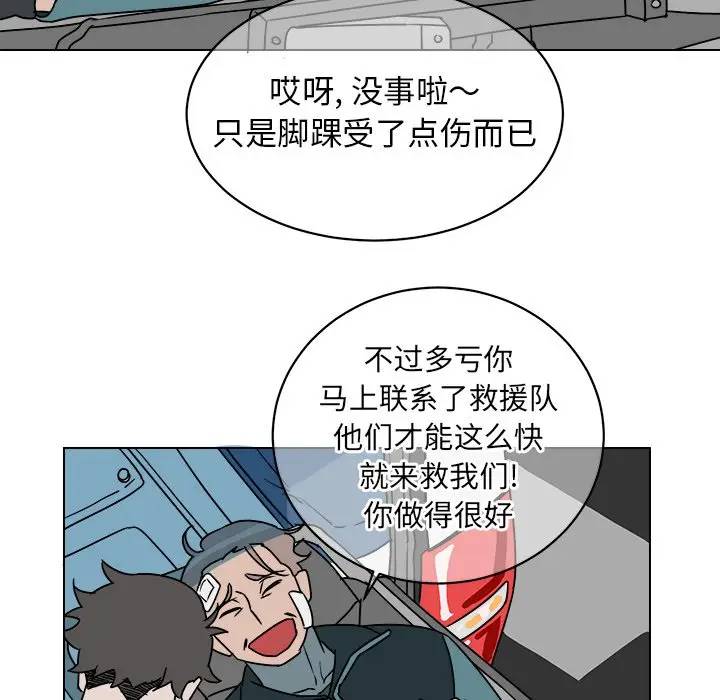 哎呀, 没事啦～
只是脚踝受了点伤而已
不过多亏你
马上联系了救援队
他们才能这么快
就来救我们!
你做得很好